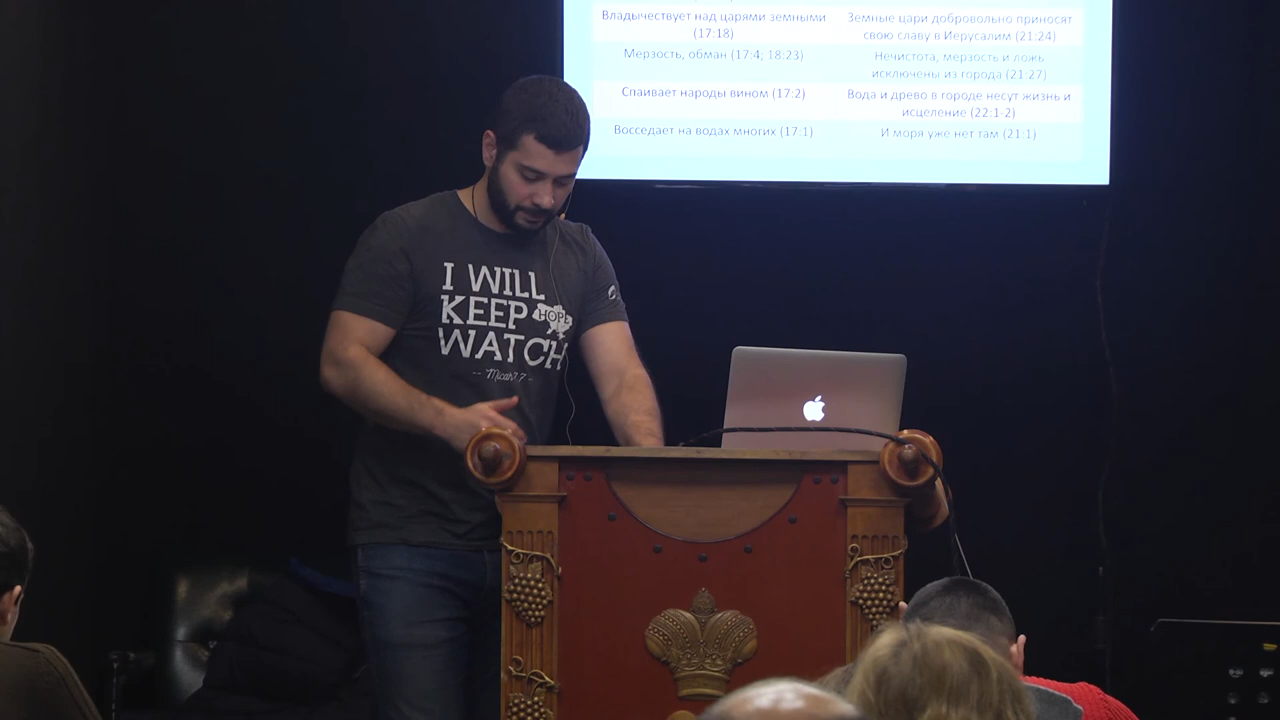 Владычествует над царями земными
(17:18)
Земные цари добровольно приносят
свою славу в Иерусалим (21:24)
Мерзость, обман (17:4; 18:23)
Нечистота, мерзость и ложь
исключены из города (21:27)
Спаивает народы вином (17:2)
Вода и древо в городе несут жизнь и
исцеление (22:1-2)
Восседает на водах многих (17:1)
И моря уже нет там (21:1)
I WILL
KEEP HOPE
WATCH
-- Micah 7:7 --